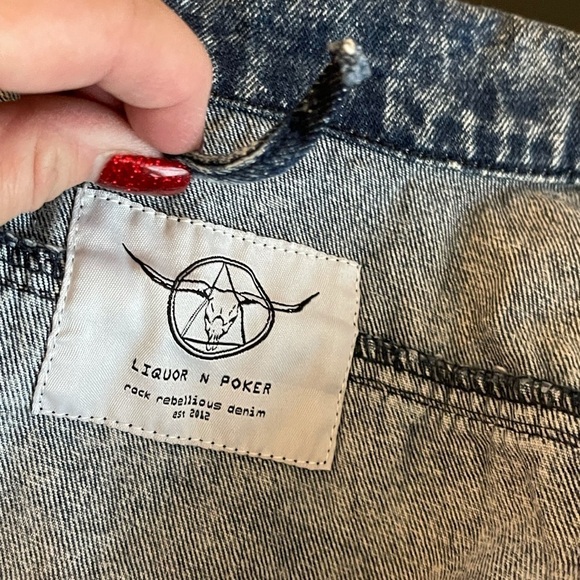 LIQUOR N POKER
rock rebellious denim
est 2012